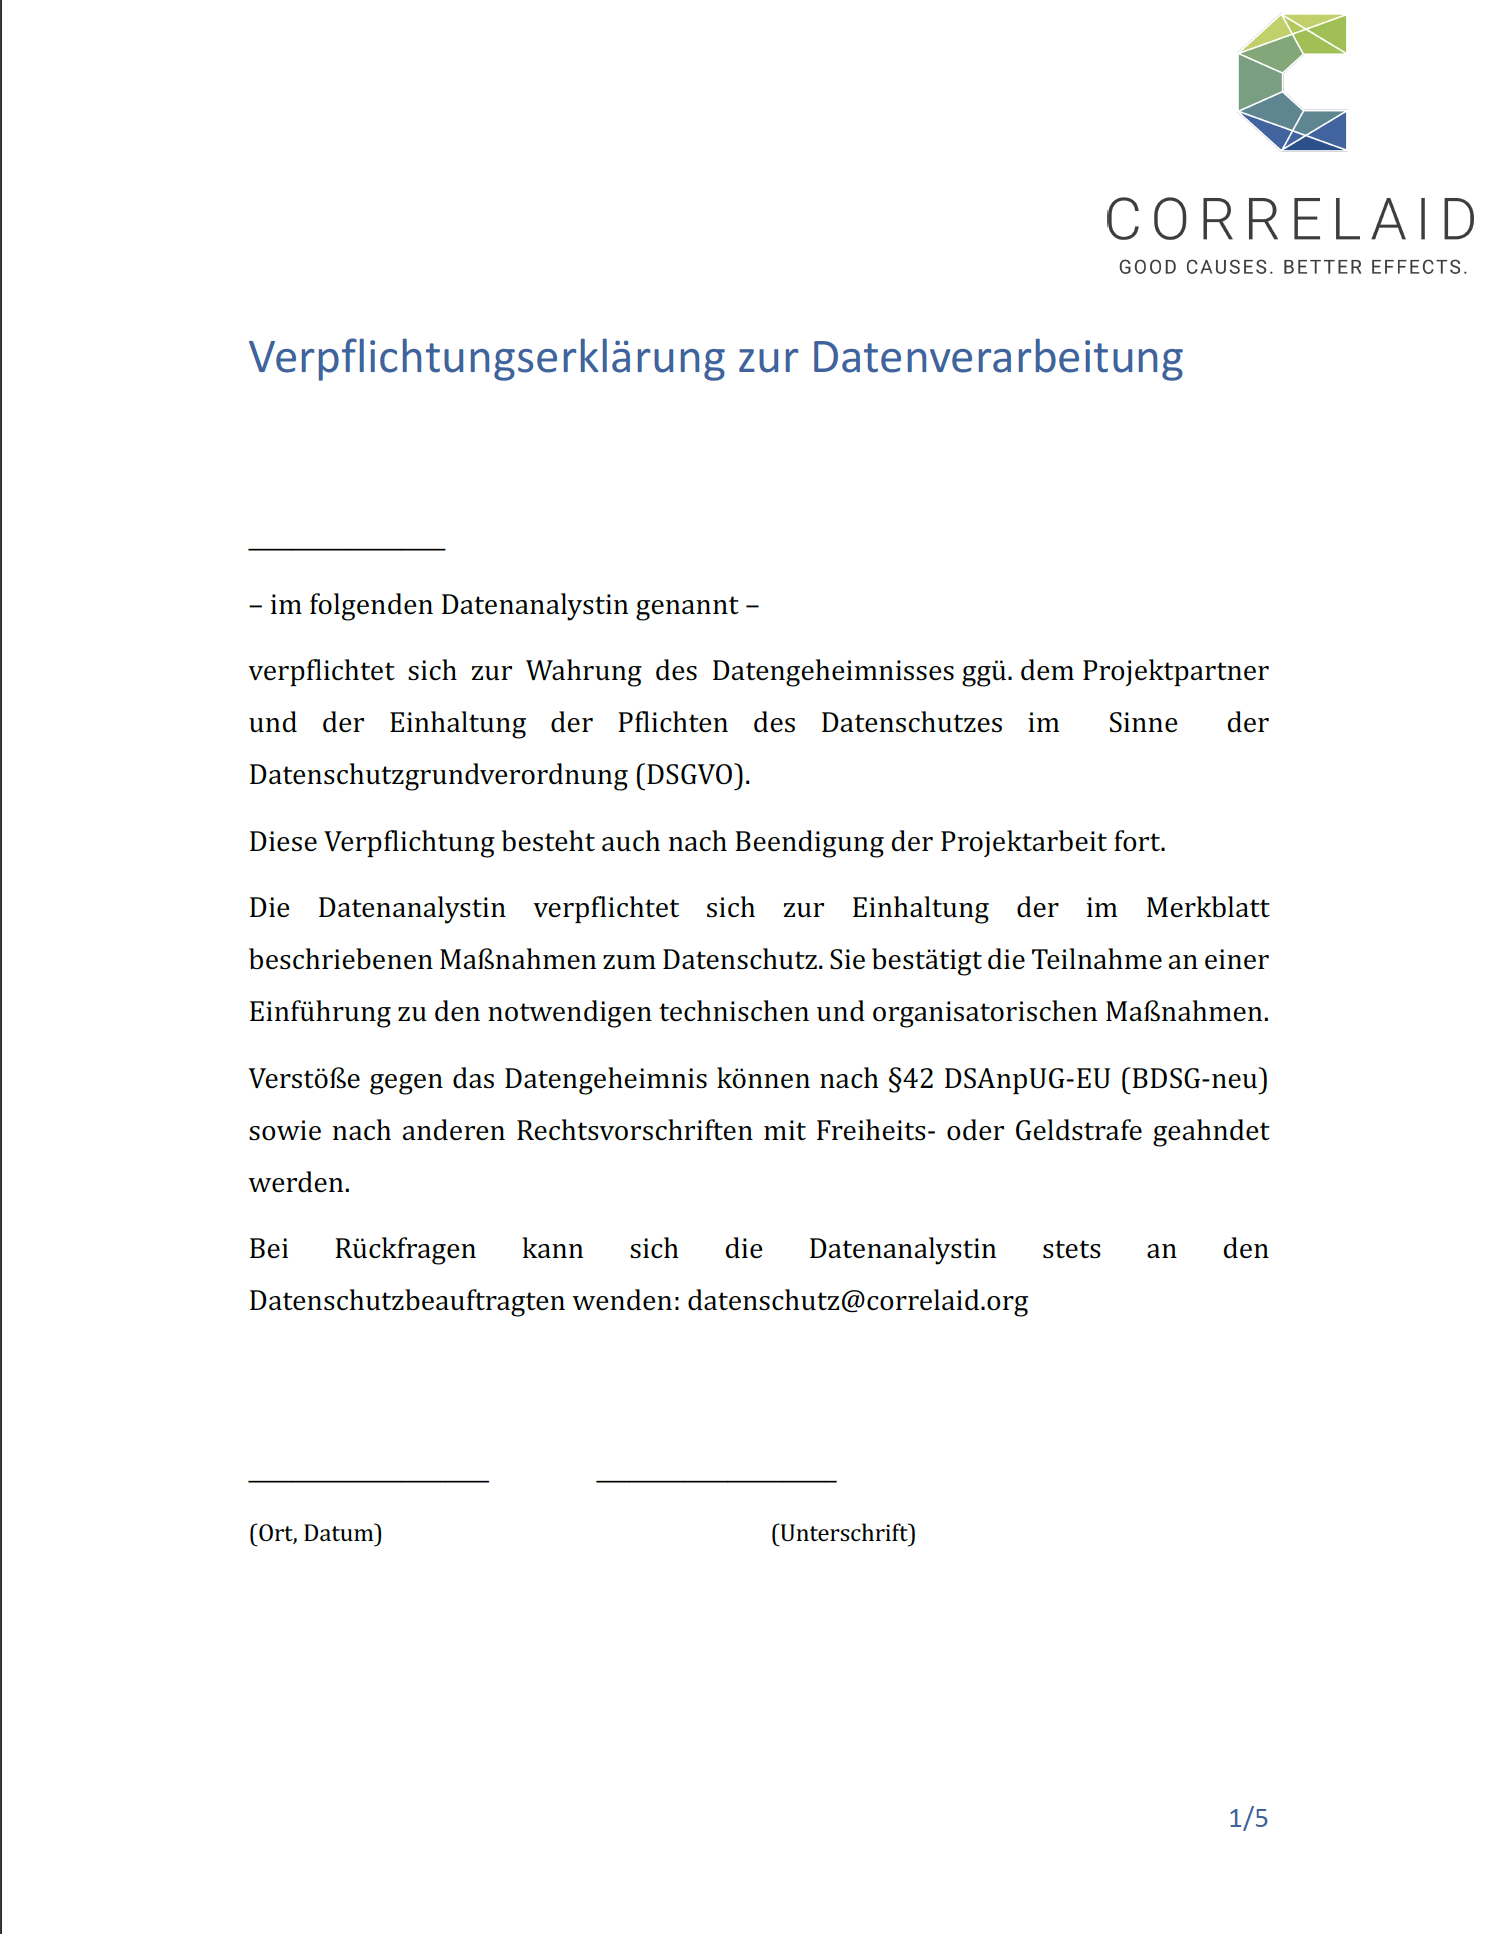 CORRELAID
GOOD CAUSES. BETTER EFFECTS.
Verpflichtungserklärung zur Datenverarbeitung
– im folgenden Datenanalystin genannt –
verpflichtet sich zur Wahrung des Datengeheimnisses ggü. dem Projektpartner
und der Einhaltung der Pflichten des Datenschutzes im Sinne der
Datenschutzgrundverordnung (DSGVO).
Diese Verpflichtung besteht auch nach Beendigung der Projektarbeit fort.
Die Datenanalystin verpflichtet sich zur Einhaltung der im Merkblatt
beschriebenen Maßnahmen zum Datenschutz. Sie bestätigt die Teilnahme an einer
Einführung zu den notwendigen technischen und organisatorischen Maßnahmen.
Verstöße gegen das Datengeheimnis können nach §42 DSAnpUG-EU (BDSG-neu)
sowie nach anderen Rechtsvorschriften mit Freiheits- oder Geldstrafe geahndet
werden.
Bei Rückfragen kann sich die Datenanalystin stets an den
Datenschutzbeauftragten wenden: datenschutz@correlaid.org
(Ort, Datum) (Unterschrift)
1/5